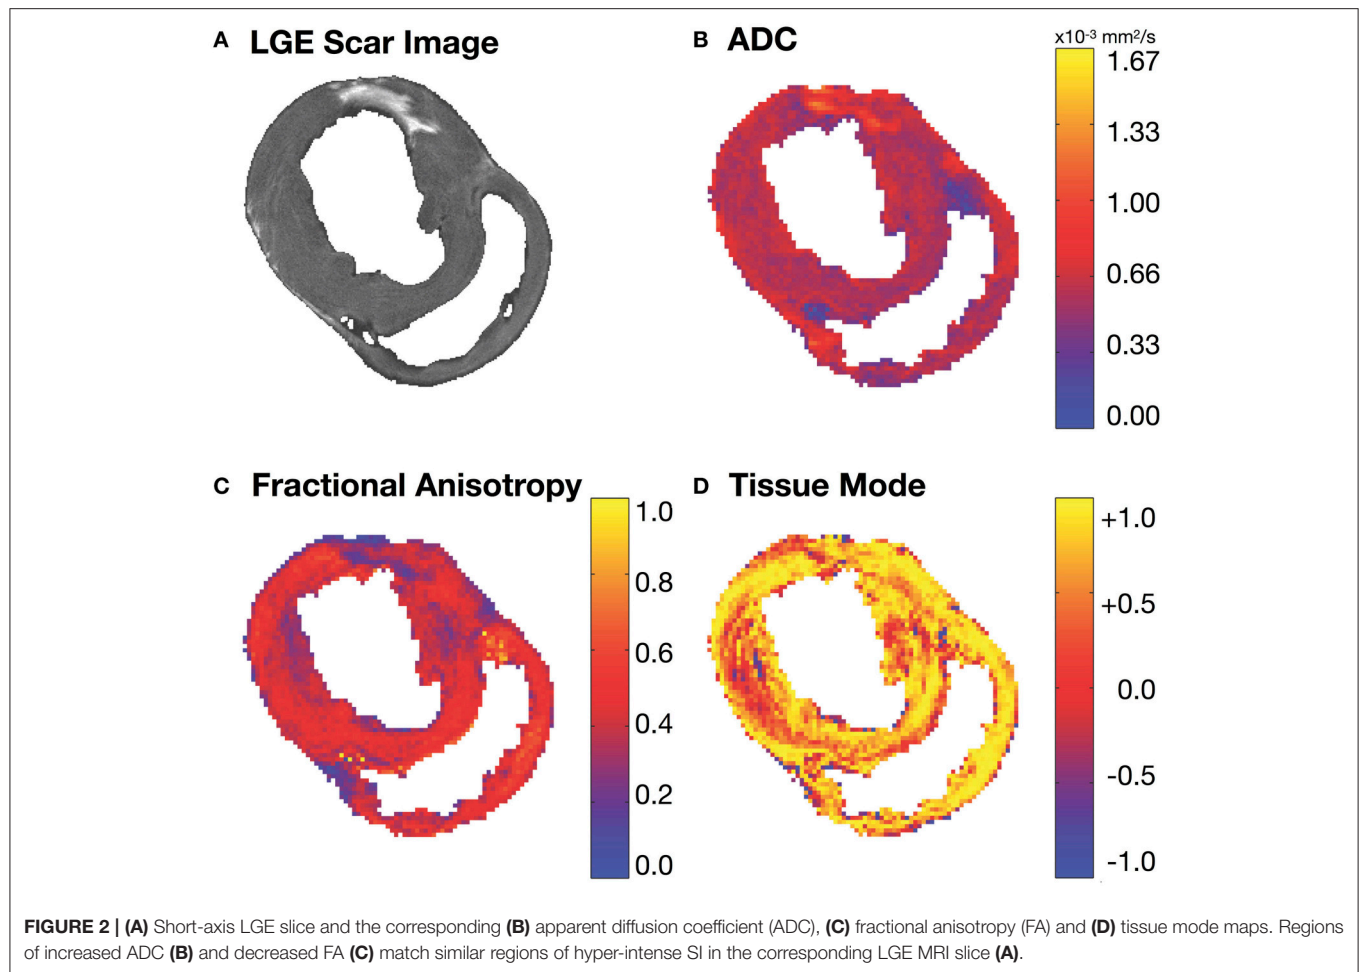 A LGE Scar Image
B ADC
x10⁻³ mm²/s
1.67
1.33
1.00
0.66
0.33
0.00
C Fractional Anisotropy
1.0
0.8
0.6
0.4
0.2
0.0
D Tissue Mode
+1.0
+0.5
0.0
-0.5
-1.0
FIGURE 2 | (A) Short-axis LGE slice and the corresponding (B) apparent diffusion coefficient (ADC), (C) fractional anisotropy (FA) and (D) tissue mode maps. Regions
of increased ADC (B) and decreased FA (C) match similar regions of hyper-intense SI in the corresponding LGE MRI slice (A).